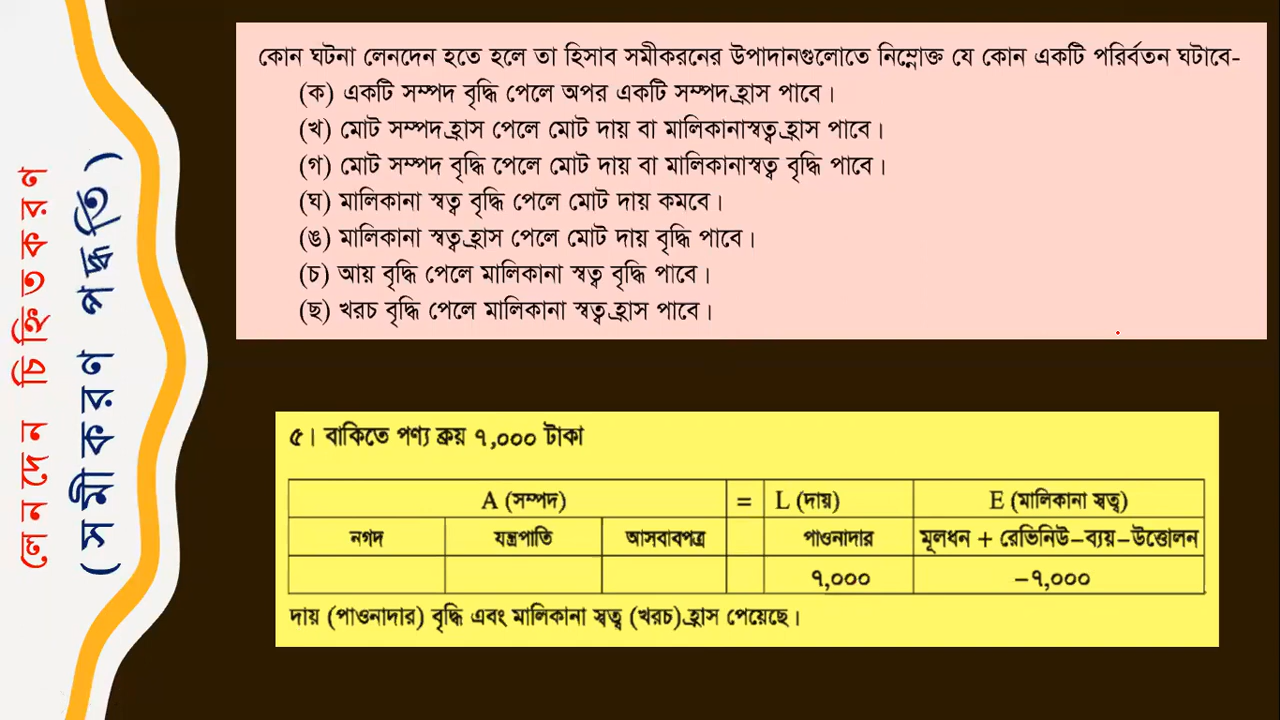 লেনদেন চিহ্নিতকরণ
(সমীকরণ পদ্ধতি)
কোন ঘটনা লেনদেন হতে হলে তা হিসাব সমীকরনের উপাদানগুলোতে নিম্নোক্ত যে কোন একটি পরির্বতন ঘটাবে-
(ক) একটি সম্পদ বৃদ্ধি পেলে অপর একটি সম্পদ হ্রাস পাবে।
(খ) মোট সম্পদ হ্রাস পেলে মোট দায় বা মালিকানাস্বত্ব হ্রাস পাবে।
(গ) মোট সম্পদ বৃদ্ধি পেলে মোট দায় বা মালিকানাস্বত্ব বৃদ্ধি পাবে।
(ঘ) মালিকানা স্বত্ব বৃদ্ধি পেলে মোট দায় কমবে।
(ঙ) মালিকানা স্বত্ব হ্রাস পেলে মোট দায় বৃদ্ধি পাবে।
(চ) আয় বৃদ্ধি পেলে মালিকানা স্বত্ব বৃদ্ধি পাবে।
(ছ) খরচ বৃদ্ধি পেলে মালিকানা স্বত্ব হ্রাস পাবে।
৫। বাকিতে পণ্য ক্রয় ৭,০০০ টাকা
A (সম্পদ) = L (দায়) E (মালিকানা স্বত্ব)
নগদ যন্ত্রপাতি আসবাবপত্র পাওনাদার মূলধন + রেভিনিউ–ব্যয়–উত্তোলন
৭,০০০ –৭,০০০
দায় (পাওনাদার) বৃদ্ধি এবং মালিকানা স্বত্ব (খরচ) হ্রাস পেয়েছে।